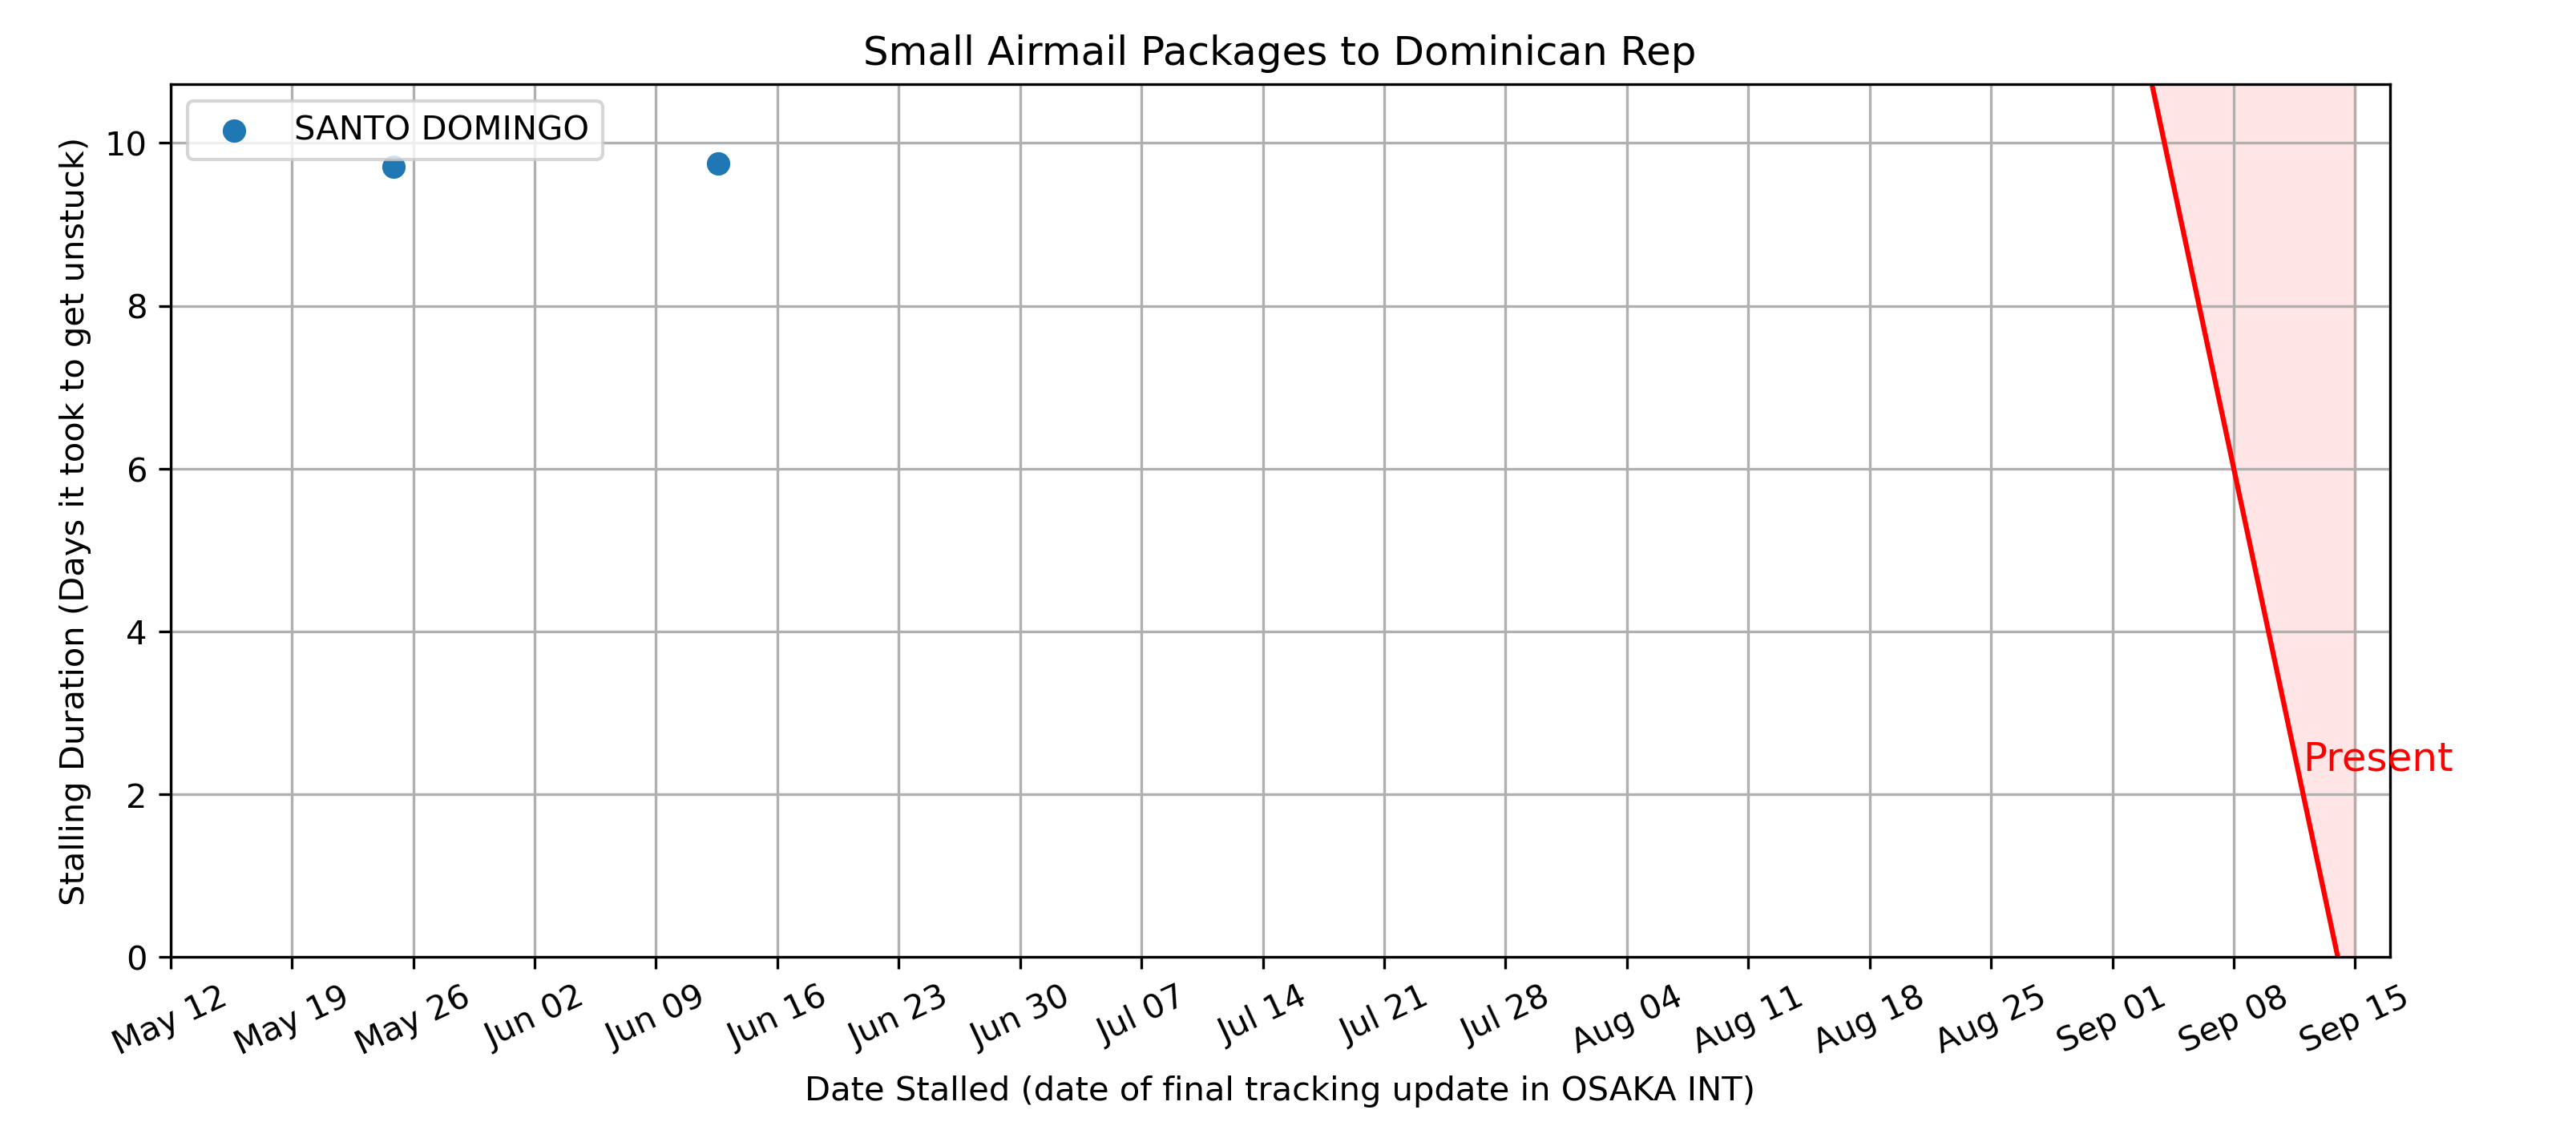 Small Airmail Packages to Dominican Rep
SANTO DOMINGO
Stalling Duration (Days it took to get unstuck)
10
8
6
4
2
0
Present
May 12
May 19
May 26
Jun 02
Jun 09
Jun 16
Jun 23
Jun 30
Jul 07
Jul 14
Jul 21
Jul 28
Aug 04
Aug 11
Aug 18
Aug 25
Sep 01
Sep 08
Sep 15
Date Stalled (date of final tracking update in OSAKA INT)